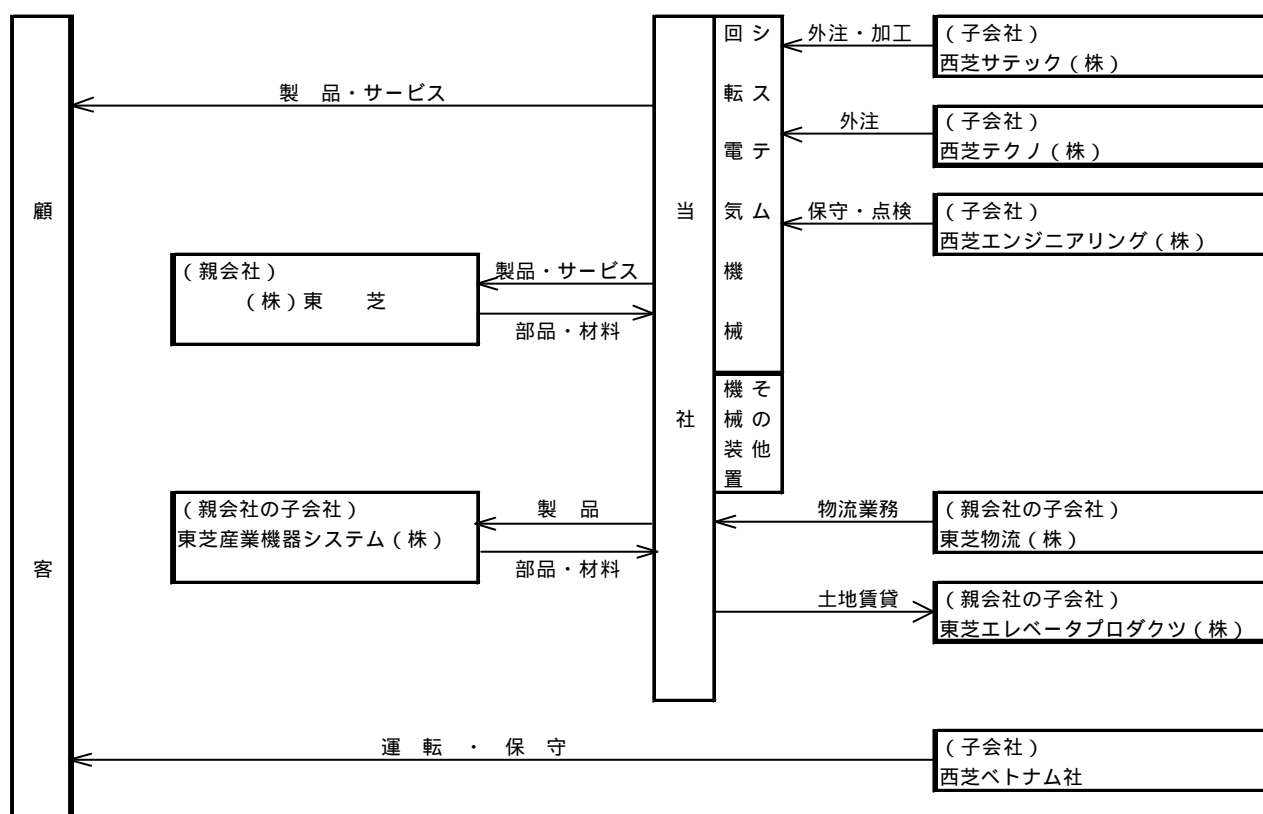 顧客
製 品・サービス
(親会社)
(株)東 芝
製品・サービス
部品・材料
(親会社の子会社)
東芝産業機器システム(株)
製 品
部品・材料
運 転 ・ 保 守
当社
システム
回転電気機械
その他
機械装置
外注・加工
(子会社)
西芝サテック(株)
外注
(子会社)
西芝テクノ(株)
保守・点検
(子会社)
西芝エンジニアリング(株)
物流業務
(親会社の子会社)
東芝物流(株)
土地賃貸
(親会社の子会社)
東芝エレベータプロダクツ(株)
(子会社)
西芝ベトナム社